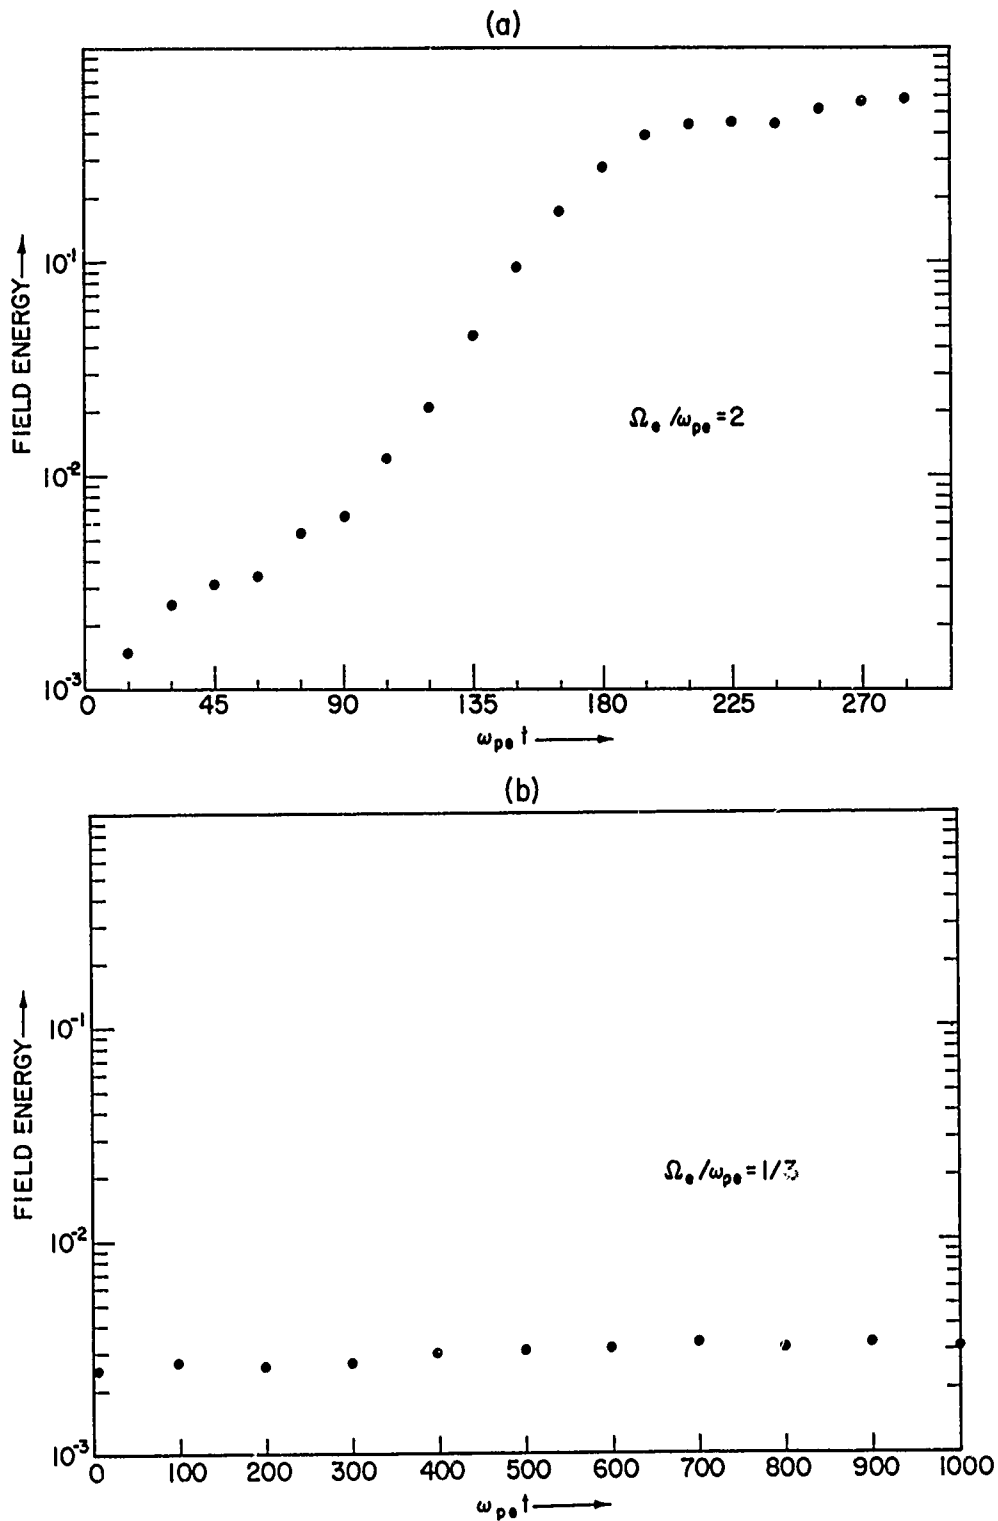 (a)
FIELD ENERGY
10⁻¹
10⁻²
10⁻³
Ωe/ωpe=2
0 45 90 135 180 225 270
ωpe t
(b)
FIELD ENERGY
10⁻¹
10⁻²
10⁻³
Ωe/ωpe=1/3
0 100 200 300 400 500 600 700 800 900 1000
ωpe t